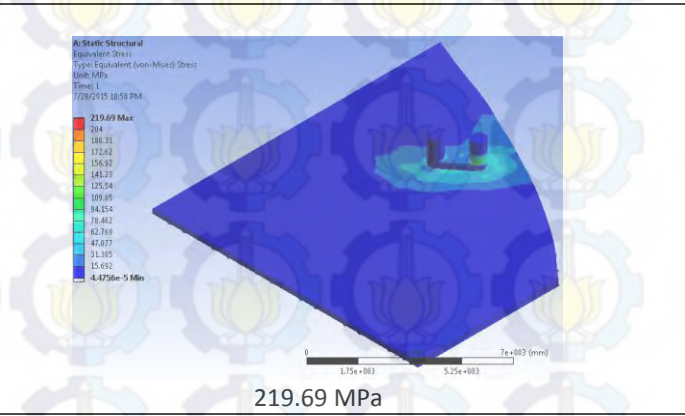 A: Static Structural
Equivalent Stress
Type: Equivalent (von-Mises) Stress
Unit: MPa
Time: 1
7/28/2015 10:58 PM
219.69 Max
204
188.31
172.62
156.92
141.23
125.54
109.85
94.154
78.462
62.769
47.077
31.385
15.692
4.4756e-5 Min
0
7e+003 (mm)
1.75e+003
5.25e+003
219.69 MPa